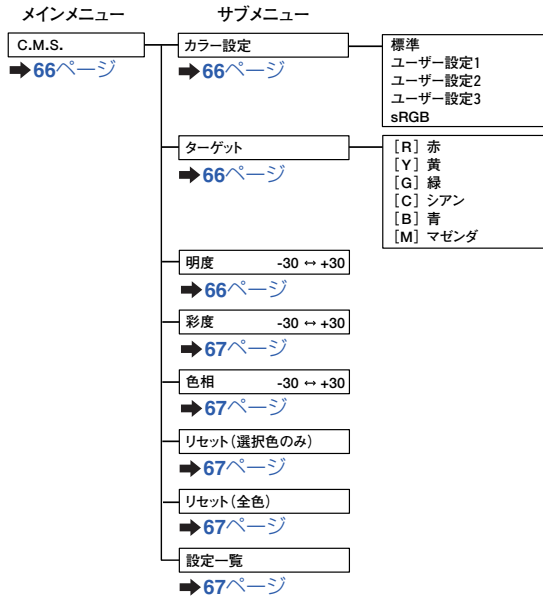 メインメニュー
サブメニュー
C.M.S.
➡66ページ
カラー設定
➡66ページ
標準
ユーザー設定1
ユーザー設定2
ユーザー設定3
sRGB
ターゲット
➡66ページ
[R] 赤
[Y] 黄
[G] 緑
[C] シアン
[B] 青
[M] マゼンダ
明度 -30 ↔ +30
➡66ページ
彩度 -30 ↔ +30
➡67ページ
色相 -30 ↔ +30
➡67ページ
リセット(選択色のみ)
➡67ページ
リセット(全色)
➡67ページ
設定一覧
➡67ページ